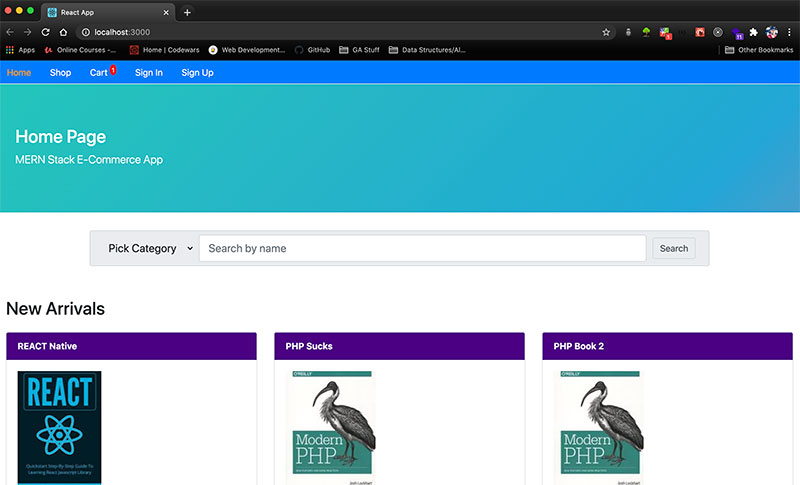 React App
localhost:3000
Apps
Online Courses -...
Home | Codewars
Web Development...
GitHub
GA Stuff
Data Structures/Al...
Other Bookmarks
Home
Shop
Cart 1
Sign In
Sign Up
Home Page
MERN Stack E-Commerce App
Pick Category
Search by name
Search
New Arrivals
REACT Native
PHP Sucks
PHP Book 2
REACT
Quickstart Step-By-Step Guide To
Learning React Javascript Library
O'REILLY
Modern
PHP
Josh Lockhart
O'REILLY
Modern
PHP
Josh Lockhart